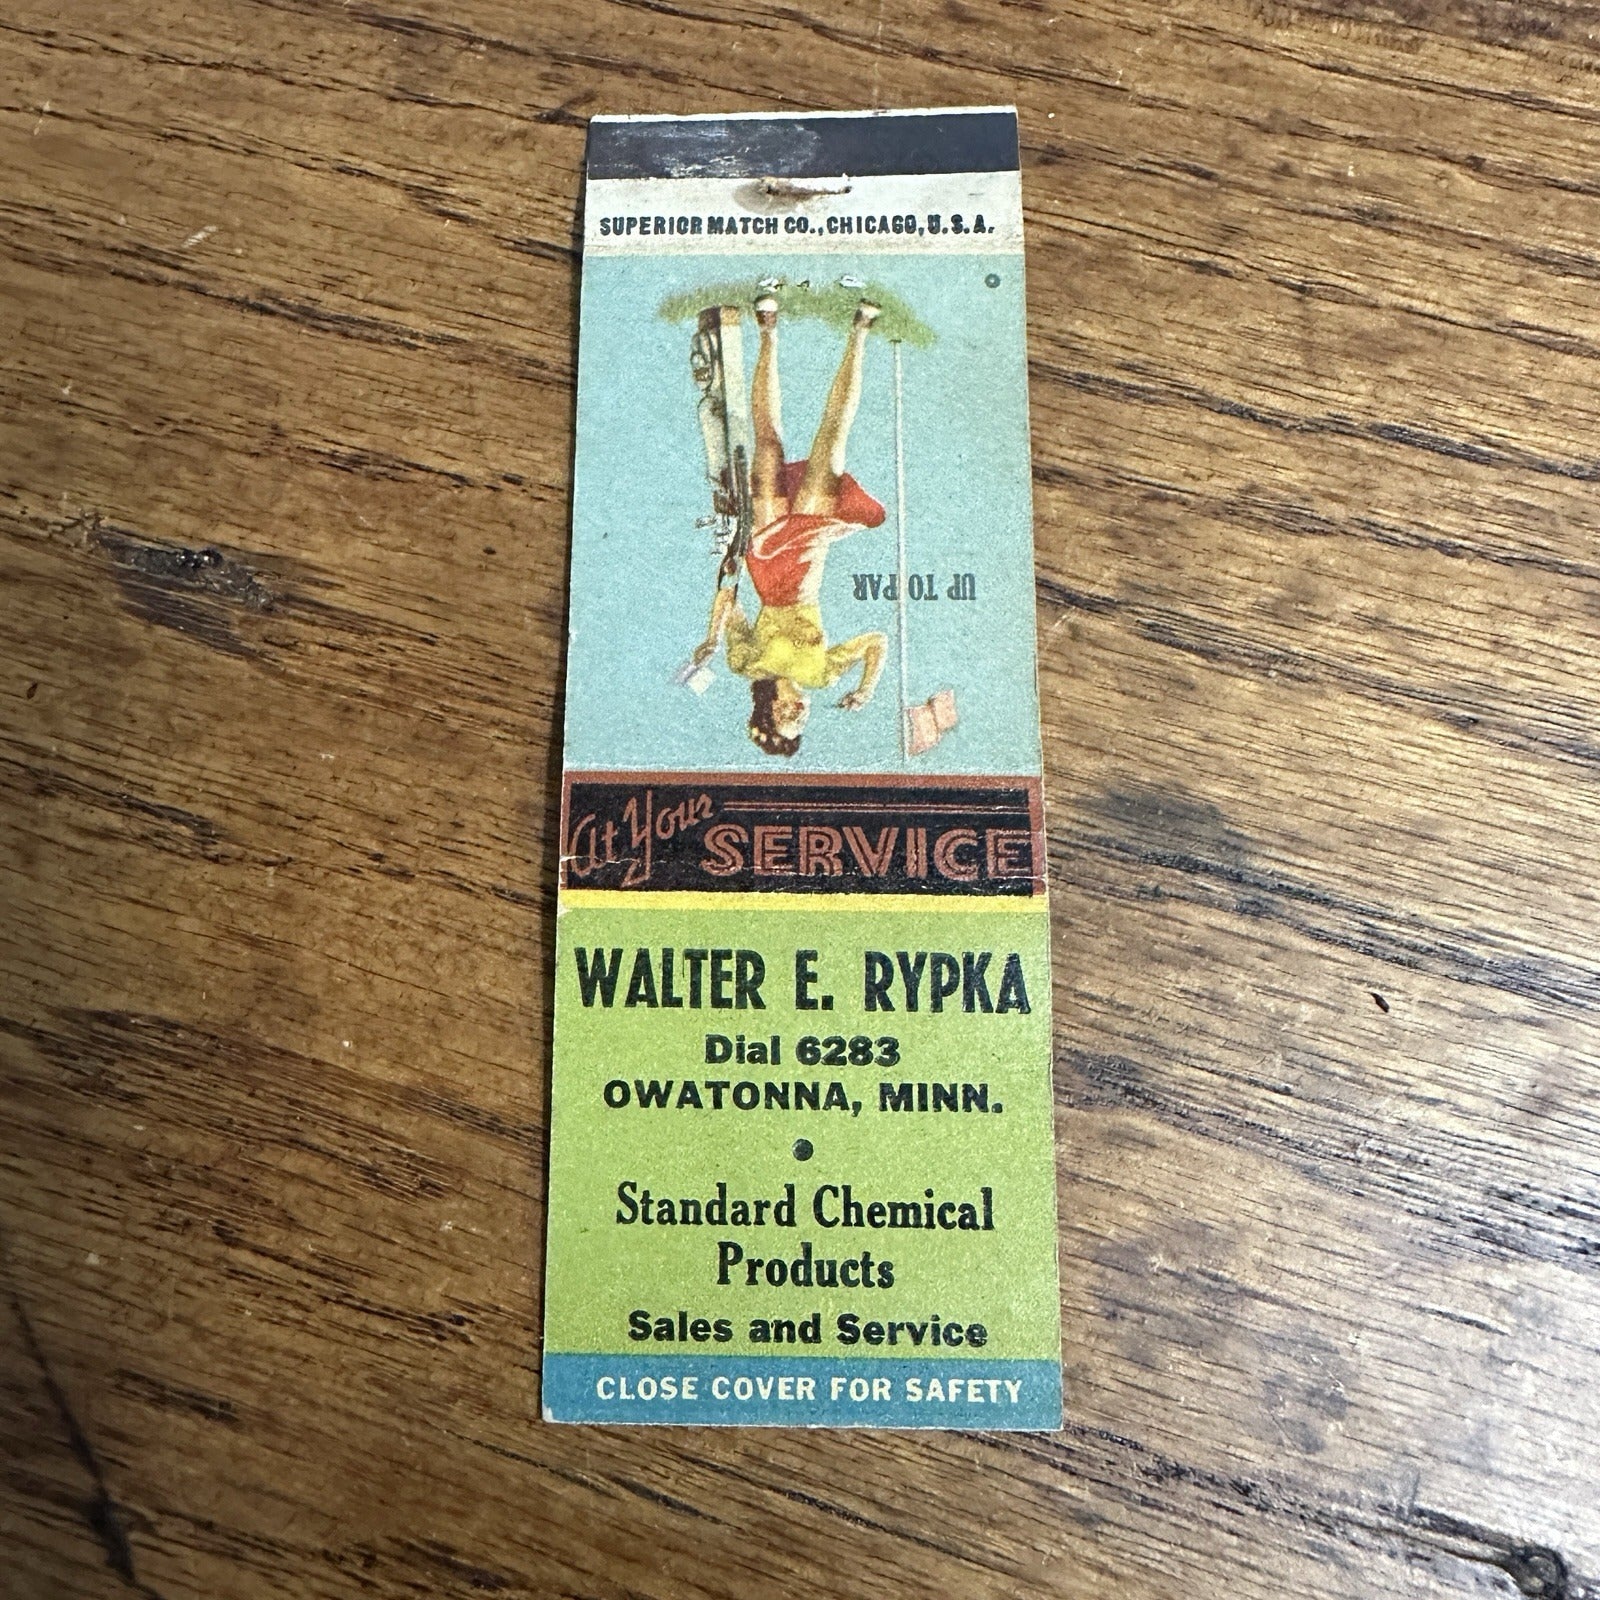 SUPERIOR MATCH CO., CHICAGO, U.S.A.
UP TO PAR
At Your
SERVICE
WALTER E. RYPKA
Dial 6283
OWATONNA, MINN.
Standard Chemical
Products
Sales and Service
CLOSE COVER FOR SAFETY